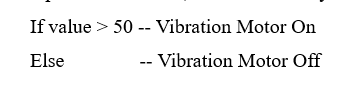 If value > 50 -- Vibration Motor On
Else -- Vibration Motor Off